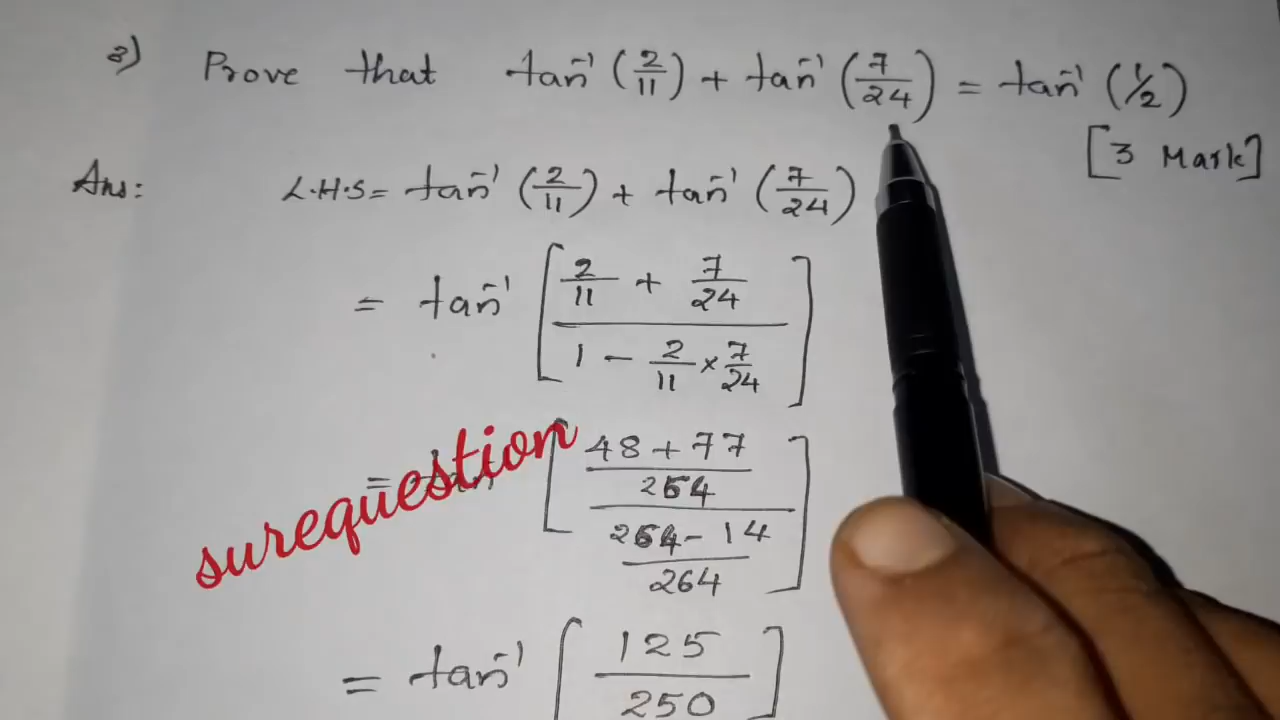 3) Prove that tan⁻¹ (2/11) + tan⁻¹ (7/24) = tan⁻¹ (1/2)
[3 Mark]
Ans: L.H.S = tan⁻¹ (2/11) + tan⁻¹ (7/24)
= tan⁻¹ [ (2/11 + 7/24) / (1 - 2/11 × 7/24) ]
= tan⁻¹ [ ((48 + 77)/264) / ((264 - 14)/264) ]
surequestion
= tan⁻¹ [ 125/250 ]